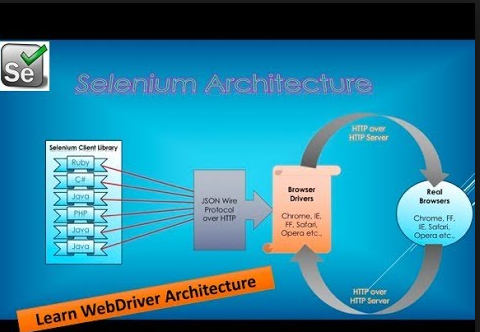 Se
Selenium Architecture
Selenium Client Library
Ruby
C#
Java
PHP
Java
Java
JSON Wire
Protocol
over HTTP
Browser
Drivers
Chrome, IE,
FF, Safari,
Opera etc..
HTTP over
HTTP Server
Real
Browsers
Chrome, FF,
IE, Safari,
Opera etc..
HTTP over
HTTP Server
Learn WebDriver Architecture